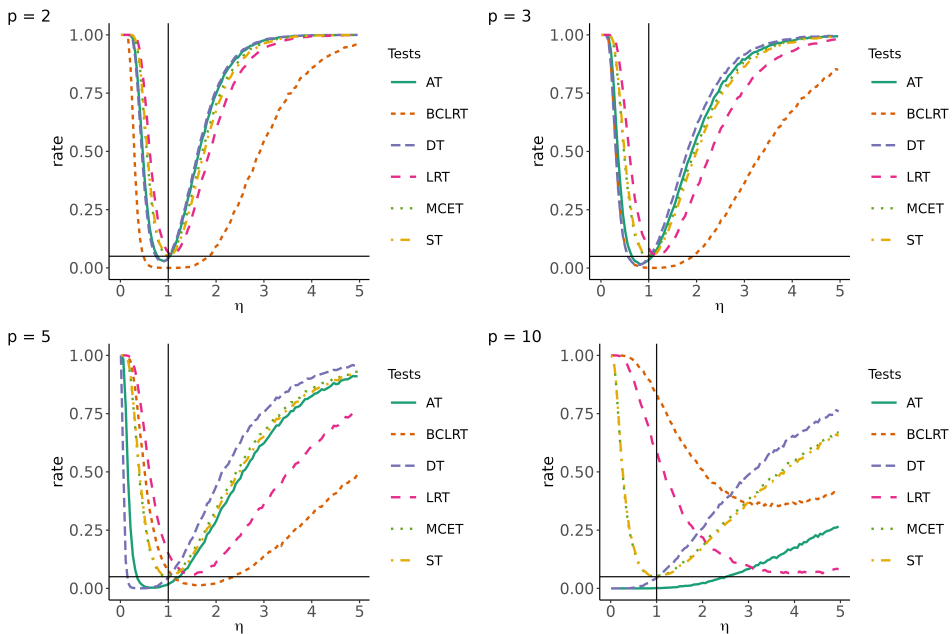 p = 2
1.00
0.75
0.50
0.25
0.00
rate
0 1 2 3 4 5
η
Tests
AT
BCLRT
DT
LRT
MCET
ST
p = 3
1.00
0.75
0.50
0.25
0.00
rate
0 1 2 3 4 5
η
Tests
AT
BCLRT
DT
LRT
MCET
ST
p = 5
1.00
0.75
0.50
0.25
0.00
rate
0 1 2 3 4 5
η
Tests
AT
BCLRT
DT
LRT
MCET
ST
p = 10
1.00
0.75
0.50
0.25
0.00
rate
0 1 2 3 4 5
η
Tests
AT
BCLRT
DT
LRT
MCET
ST